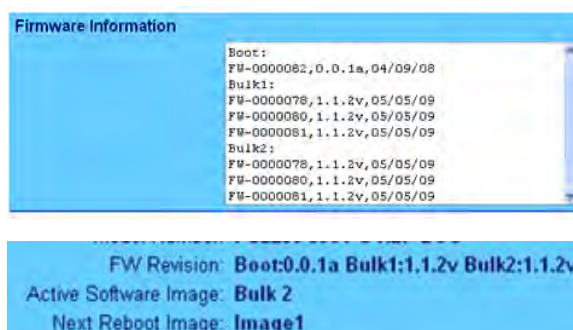 Firmware Information
Boot:
FW-0000082,0.0.1a,04/09/08
Bulk1:
FW-0000078,1.1.2v,05/05/09
FW-0000080,1.1.2v,05/05/09
FW-0000081,1.1.2v,05/05/09
Bulk2:
FW-0000078,1.1.2v,05/05/09
FW-0000080,1.1.2v,05/05/09
FW-0000081,1.1.2v,05/05/09
FW Revision: Boot:0.0.1a Bulk1:1.1.2v Bulk2:1.1.2v
Active Software Image: Bulk 2
Next Reboot Image: Image1